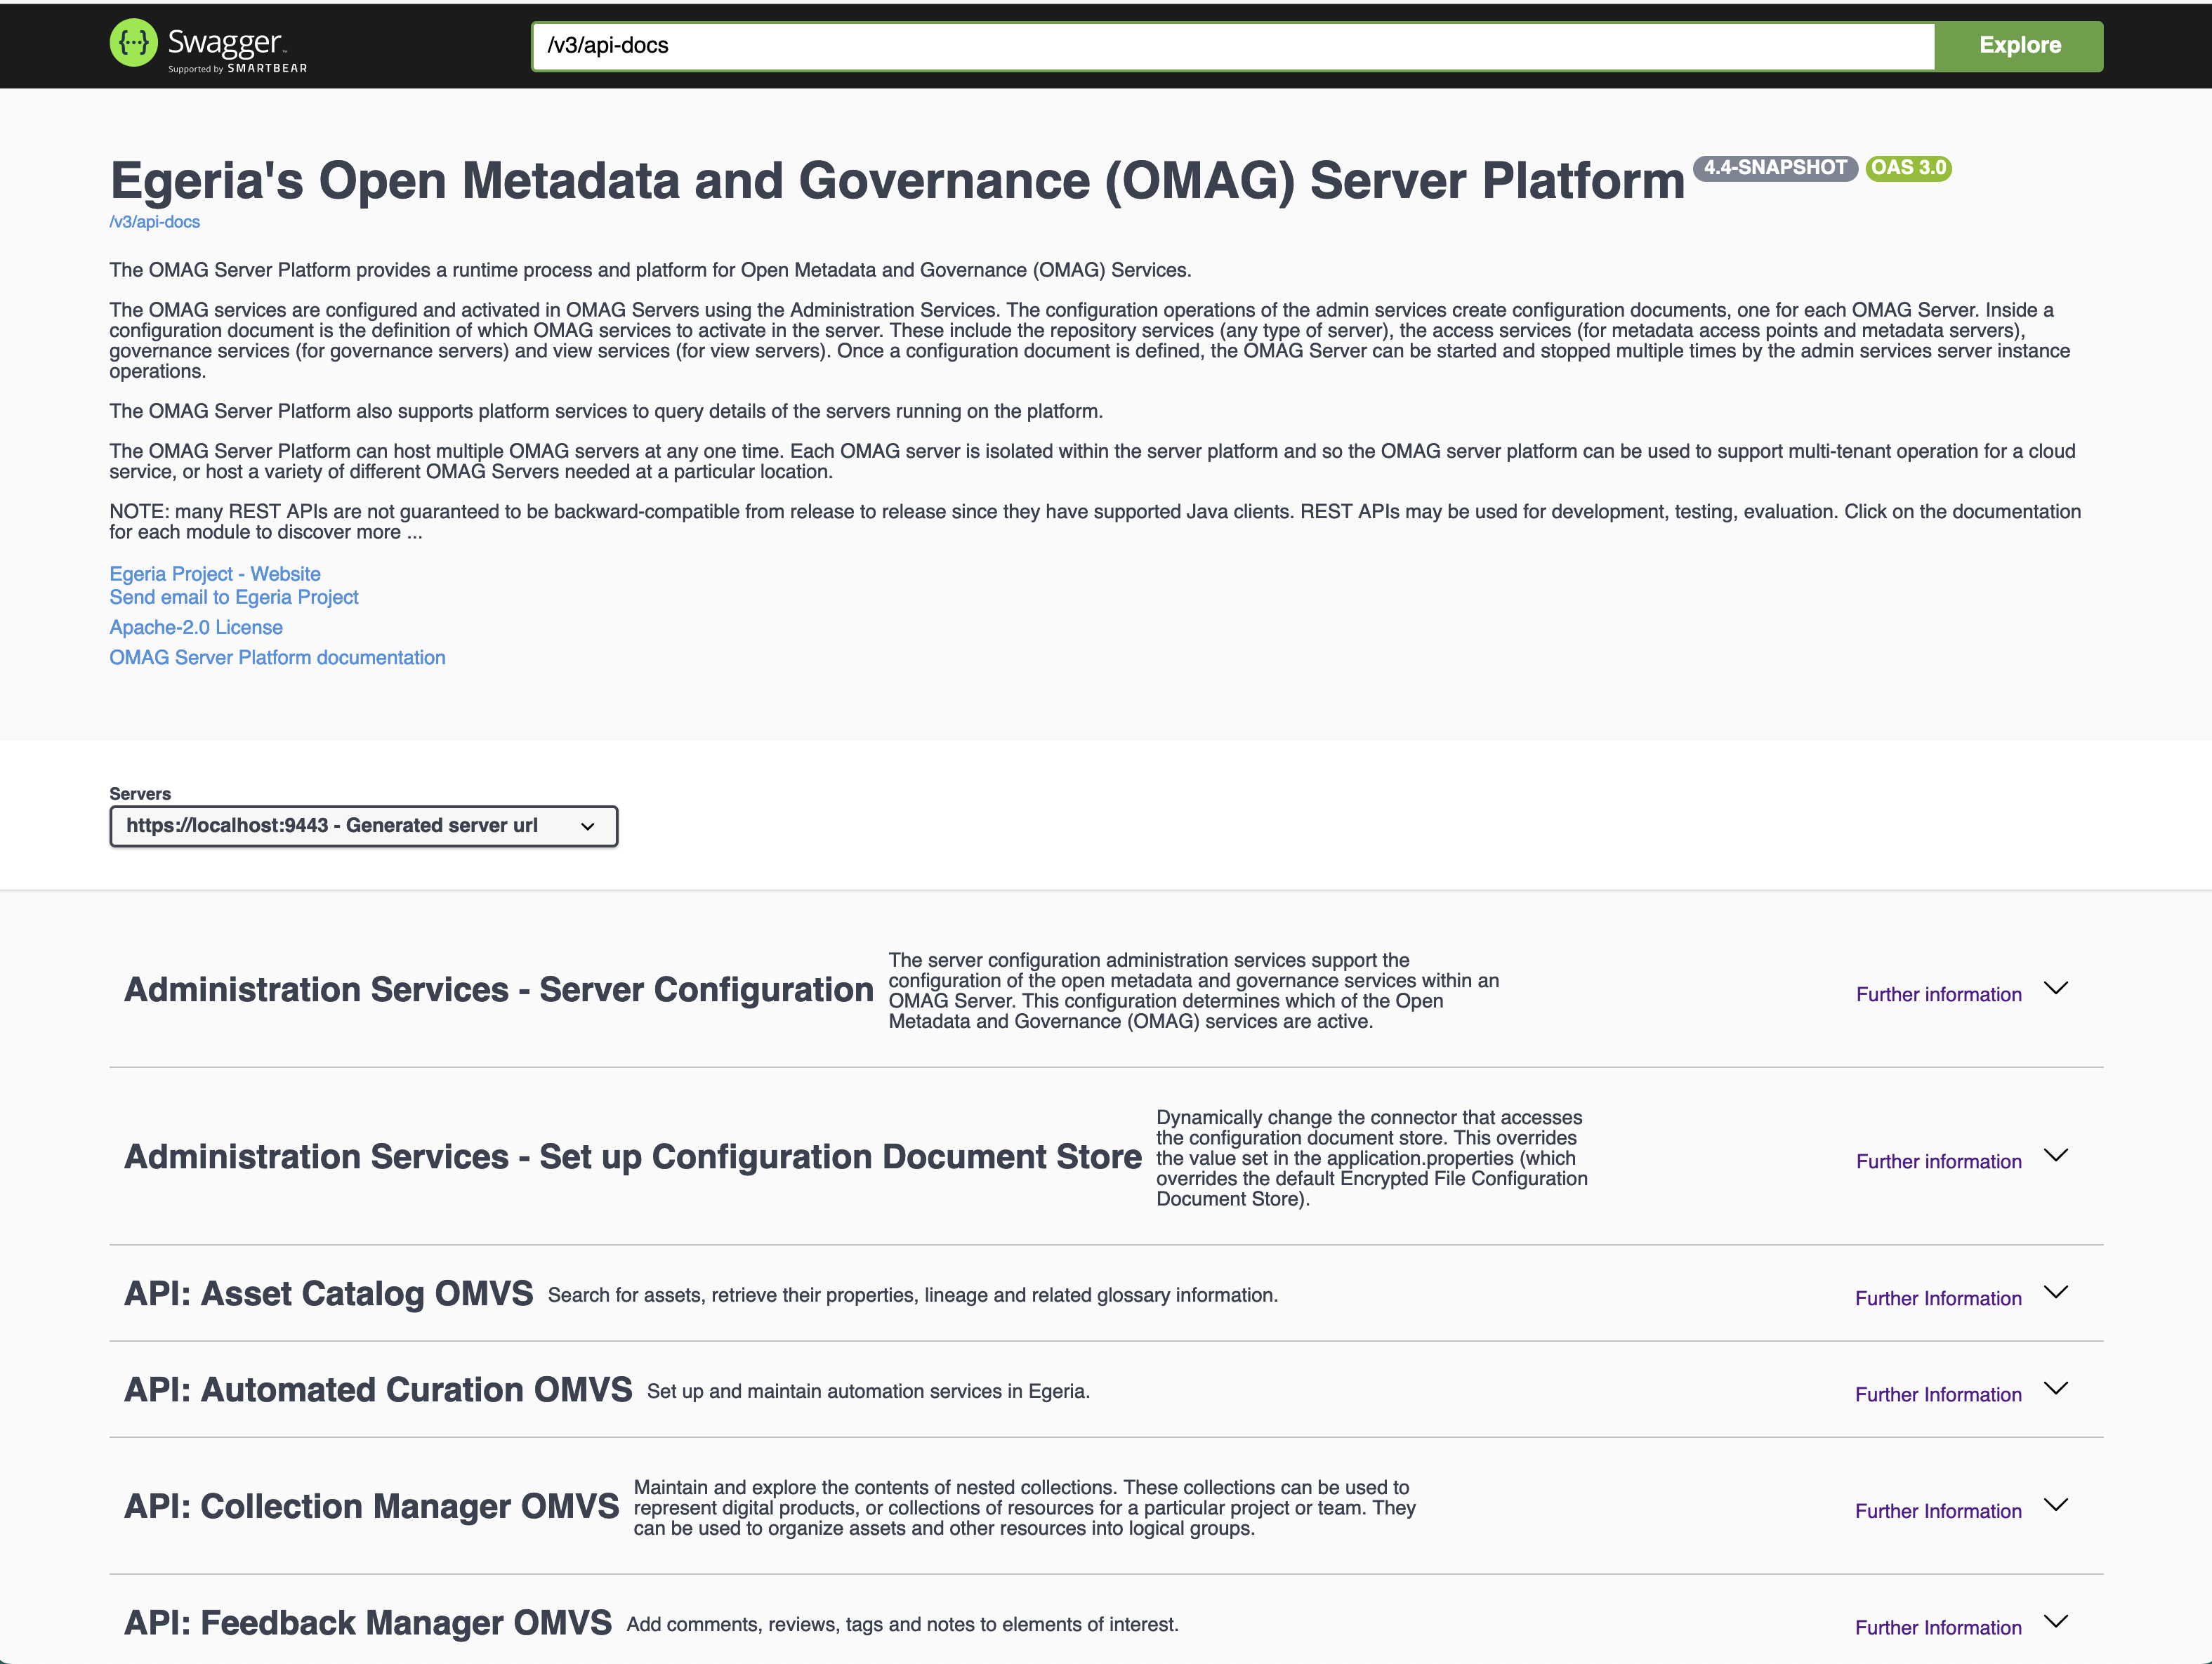 Swagger™
Supported by SMARTBEAR
/v3/api-docs
Explore
Egeria's Open Metadata and Governance (OMAG) Server Platform 4.4-SNAPSHOT OAS 3.0
/v3/api-docs
The OMAG Server Platform provides a runtime process and platform for Open Metadata and Governance (OMAG) Services.
The OMAG services are configured and activated in OMAG Servers using the Administration Services. The configuration operations of the admin services create configuration documents, one for each OMAG Server. Inside a
configuration document is the definition of which OMAG services to activate in the server. These include the repository services (any type of server), the access services (for metadata access points and metadata servers),
governance services (for governance servers) and view services (for view servers). Once a configuration document is defined, the OMAG Server can be started and stopped multiple times by the admin services server instance
operations.
The OMAG Server Platform also supports platform services to query details of the servers running on the platform.
The OMAG Server Platform can host multiple OMAG servers at any one time. Each OMAG server is isolated within the server platform and so the OMAG server platform can be used to support multi-tenant operation for a cloud
service, or host a variety of different OMAG Servers needed at a particular location.
NOTE: many REST APIs are not guaranteed to be backward-compatible from release to release since they have supported Java clients. REST APIs may be used for development, testing, evaluation. Click on the documentation
for each module to discover more ...
Egeria Project - Website
Send email to Egeria Project
Apache-2.0 License
OMAG Server Platform documentation
Servers
https://localhost:9443 - Generated server url
Administration Services - Server Configuration
The server configuration administration services support the
configuration of the open metadata and governance services within an
OMAG Server. This configuration determines which of the Open
Metadata and Governance (OMAG) services are active.
Further information
Administration Services - Set up Configuration Document Store
Dynamically change the connector that accesses
the configuration document store. This overrides
the value set in the application.properties (which
overrides the default Encrypted File Configuration
Document Store).
Further information
API: Asset Catalog OMVS
Search for assets, retrieve their properties, lineage and related glossary information.
Further Information
API: Automated Curation OMVS
Set up and maintain automation services in Egeria.
Further Information
API: Collection Manager OMVS
Maintain and explore the contents of nested collections. These collections can be used to
represent digital products, or collections of resources for a particular project or team. They
can be used to organize assets and other resources into logical groups.
Further Information
API: Feedback Manager OMVS
Add comments, reviews, tags and notes to elements of interest.
Further Information